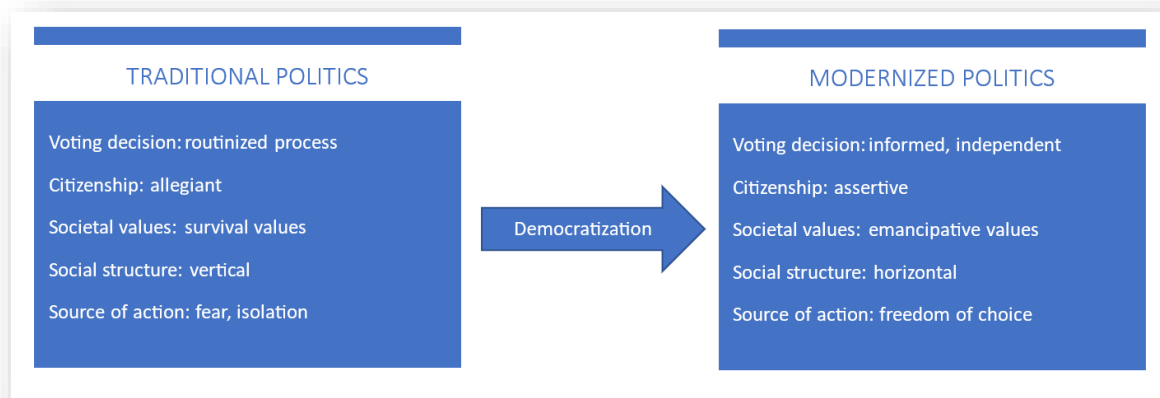 TRADITIONAL POLITICS
Voting decision: routinized process
Citizenship: allegiant
Societal values: survival values
Social structure: vertical
Source of action: fear, isolation
Democratization
MODERNIZED POLITICS
Voting decision: informed, independent
Citizenship: assertive
Societal values: emancipative values
Social structure: horizontal
Source of action: freedom of choice